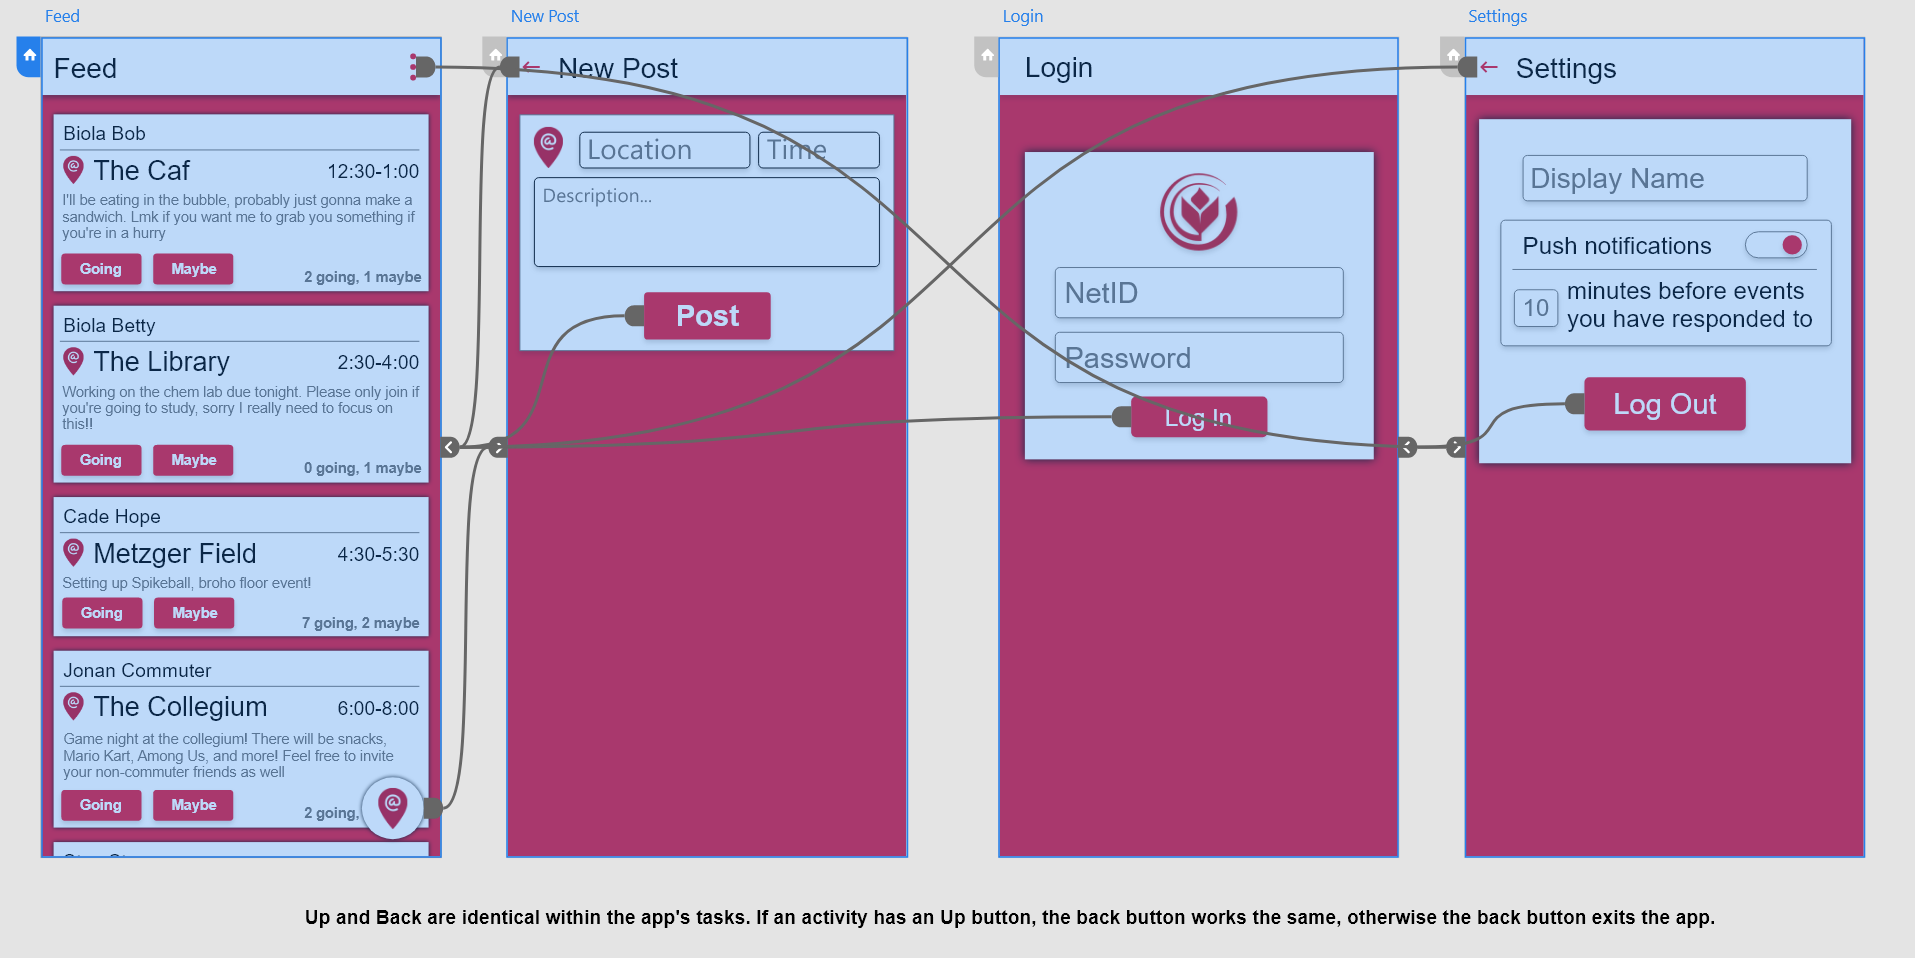 Feed
Feed
Biola Bob
The Caf
12:30-1:00
I'll be eating in the bubble, probably just gonna make a
sandwich. Lmk if you want me to grab you something if
you're in a hurry
Going
Maybe
2 going, 1 maybe
Biola Betty
The Library
2:30-4:00
Working on the chem lab due tonight. Please only join if
you're going to study, sorry I really need to focus on
this!!
Going
Maybe
0 going, 1 maybe
Cade Hope
Metzger Field
4:30-5:30
Setting up Spikeball, broho floor event!
Going
Maybe
7 going, 2 maybe
Jonan Commuter
The Collegium
6:00-8:00
Game night at the collegium! There will be snacks,
Mario Kart, Among Us, and more! Feel free to invite
your non-commuter friends as well
Going
Maybe
2 going,
@
New Post
New Post
@
Location
Time
Description...
Post
Login
Login
NetID
Password
Log In
Settings
Settings
Display Name
Push notifications
10
minutes before events
you have responded to
Log Out
Up and Back are identical within the app's tasks. If an activity has an Up button, the back button works the same, otherwise the back button exits the app.